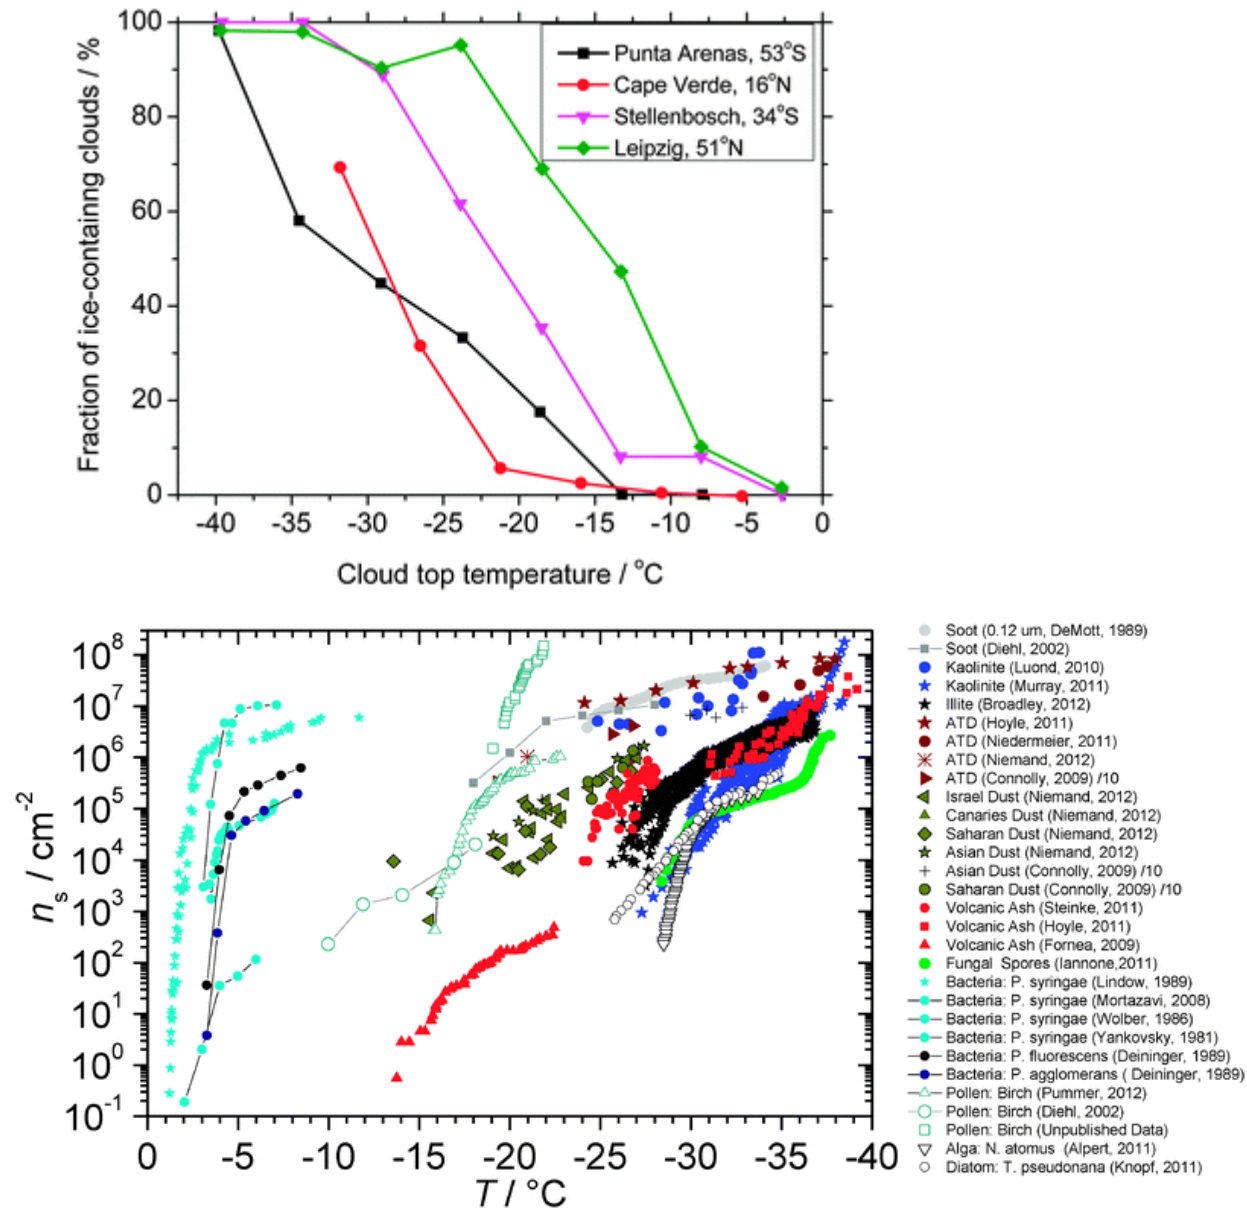 100
80
60
40
20
0
Fraction of ice-containng clouds / %
Punta Arenas, 53°S
Cape Verde, 16°N
Stellenbosch, 34°S
Leipzig, 51°N
-40 -35 -30 -25 -20 -15 -10 -5 0
Cloud top temperature / °C
10⁸
10⁷
10⁶
10⁵
10⁴
10³
10²
10¹
10⁰
10⁻¹
nₛ / cm⁻²
0 -5 -10 -15 -20 -25 -30 -35 -40
T / °C
Soot (0.12 um, DeMott, 1989)
Soot (Diehl, 2002)
Kaolinite (Luond, 2010)
Kaolinite (Murray, 2011)
Illite (Broadley, 2012)
ATD (Hoyle, 2011)
ATD (Niedermeier, 2011)
ATD (Niemand, 2012)
ATD (Connolly, 2009) /10
Israel Dust (Niemand, 2012)
Canaries Dust (Niemand, 2012)
Saharan Dust (Niemand, 2012)
Asian Dust (Niemand, 2012)
Asian Dust (Connolly, 2009) /10
Saharan Dust (Connolly, 2009) /10
Volcanic Ash (Steinke, 2011)
Volcanic Ash (Hoyle, 2011)
Volcanic Ash (Fornea, 2009)
Fungal Spores (Iannone,2011)
Bacteria: P. syringae (Lindow, 1989)
Bacteria: P. syringae (Mortazavi, 2008)
Bacteria: P. syringae (Wolber, 1986)
Bacteria: P. syringae (Yankovsky, 1981)
Bacteria: P. fluorescens (Deininger, 1989)
Bacteria: P. agglomerans ( Deininger, 1989)
Pollen: Birch (Pummer, 2012)
Pollen: Birch (Diehl, 2002)
Pollen: Birch (Unpublished Data)
Alga: N. atomus (Alpert, 2011)
Diatom: T. pseudonana (Knopf, 2011)